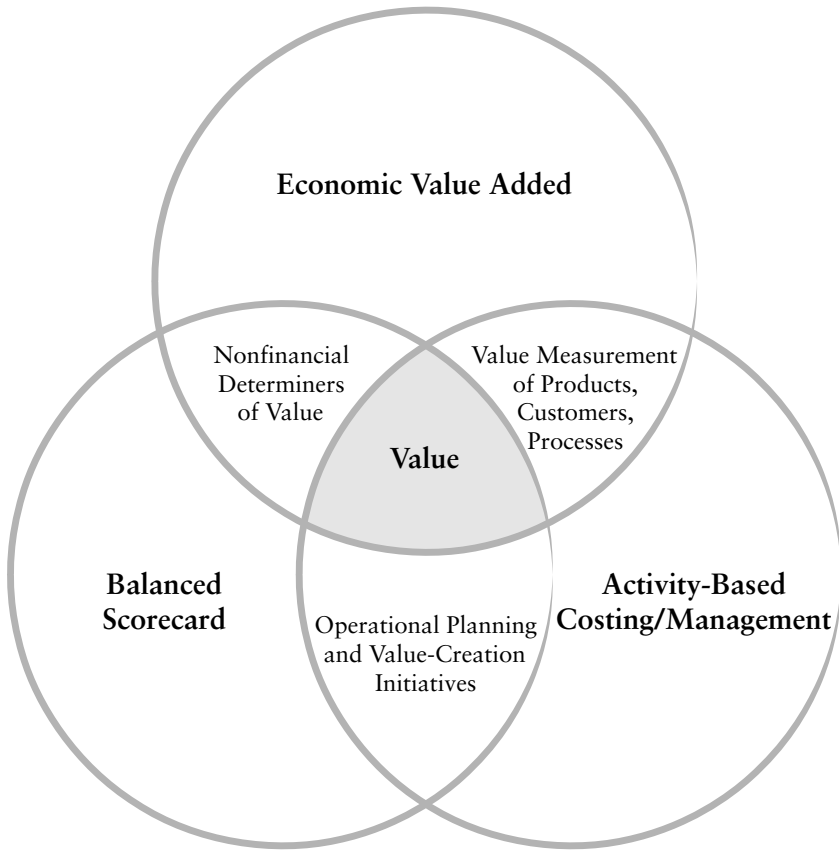 Economic Value Added
Nonfinancial
Determiners
of Value
Value Measurement
of Products,
Customers,
Processes
Value
Balanced
Scorecard
Activity-Based
Costing/Management
Operational Planning
and Value-Creation
Initiatives